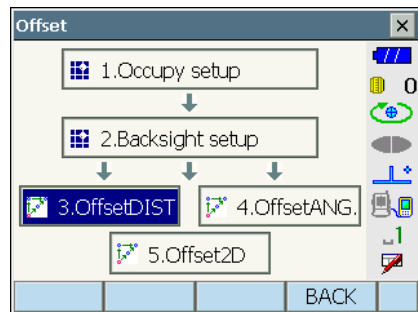 Offset
1.Occupy setup
0
2.Backsight setup
3.OffsetDIST
4.OffsetANG.
1
5.Offset2D
BACK